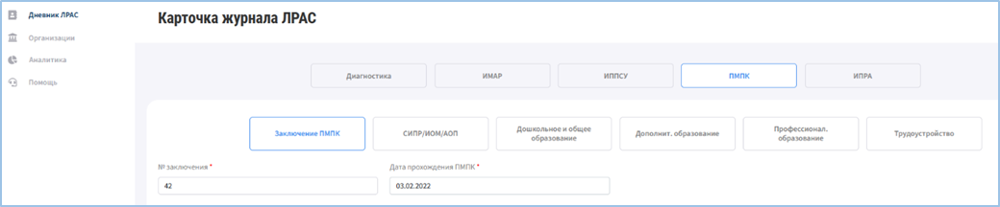 Дневник ЛРАС
Организации
Аналитика
Помощь
Карточка журнала ЛРАС
Диагностика
ИМАР
ИППСУ
ПМПК
ИПРА
Заключение ПМПК
СИПР/ИОМ/АОП
Дошкольное и общее
образование
Дополнит. образование
Профессионал.
образование
Трудоустройство
№ заключения *
Дата прохождения ПМПК *
42
03.02.2022